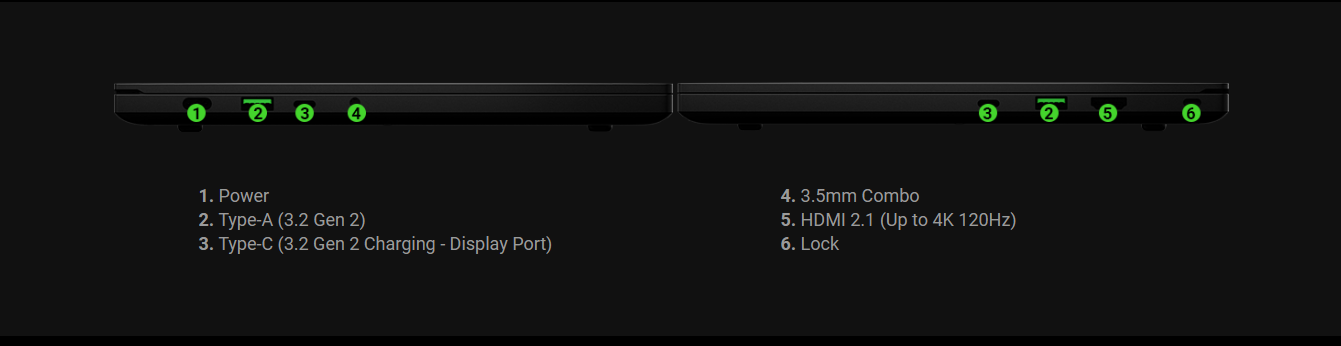 1 2 3 4 3 2 5 6
1. Power
2. Type-A (3.2 Gen 2)
3. Type-C (3.2 Gen 2 Charging - Display Port)
4. 3.5mm Combo
5. HDMI 2.1 (Up to 4K 120Hz)
6. Lock